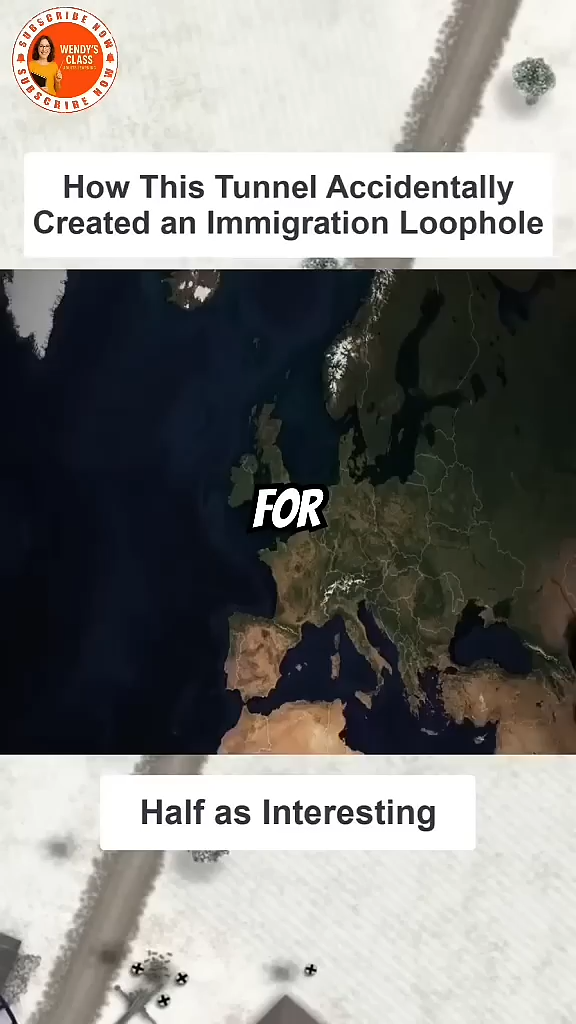 SUBSCRIBE NOW
WENDY'S
CLASS
SUBSCRIBE NOW
How This Tunnel Accidentally
Created an Immigration Loophole
FOR
Half as Interesting